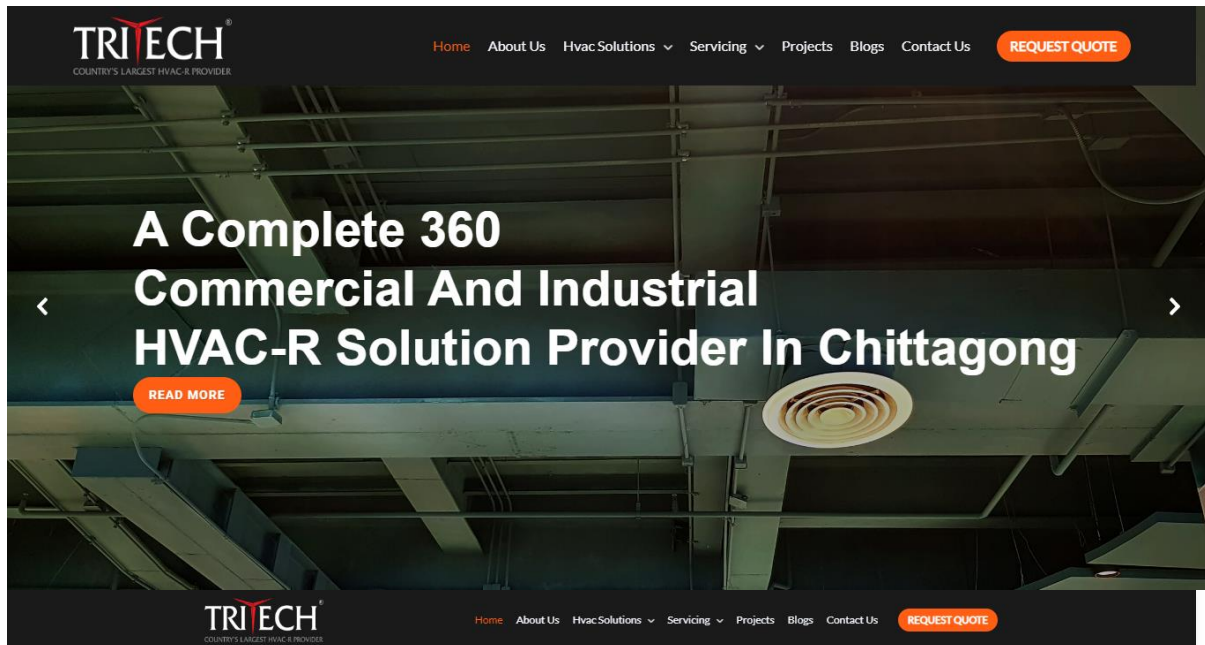 TRITECH®
COUNTRY'S LARGEST HVAC-R PROVIDER
Home About Us Hvac Solutions Servicing Projects Blogs Contact Us REQUEST QUOTE
A Complete 360
Commercial And Industrial
HVAC-R Solution Provider In Chittagong
READ MORE
TRITECH®
COUNTRY'S LARGEST HVAC-R PROVIDER
Home About Us Hvac Solutions Servicing Projects Blogs Contact Us REQUEST QUOTE